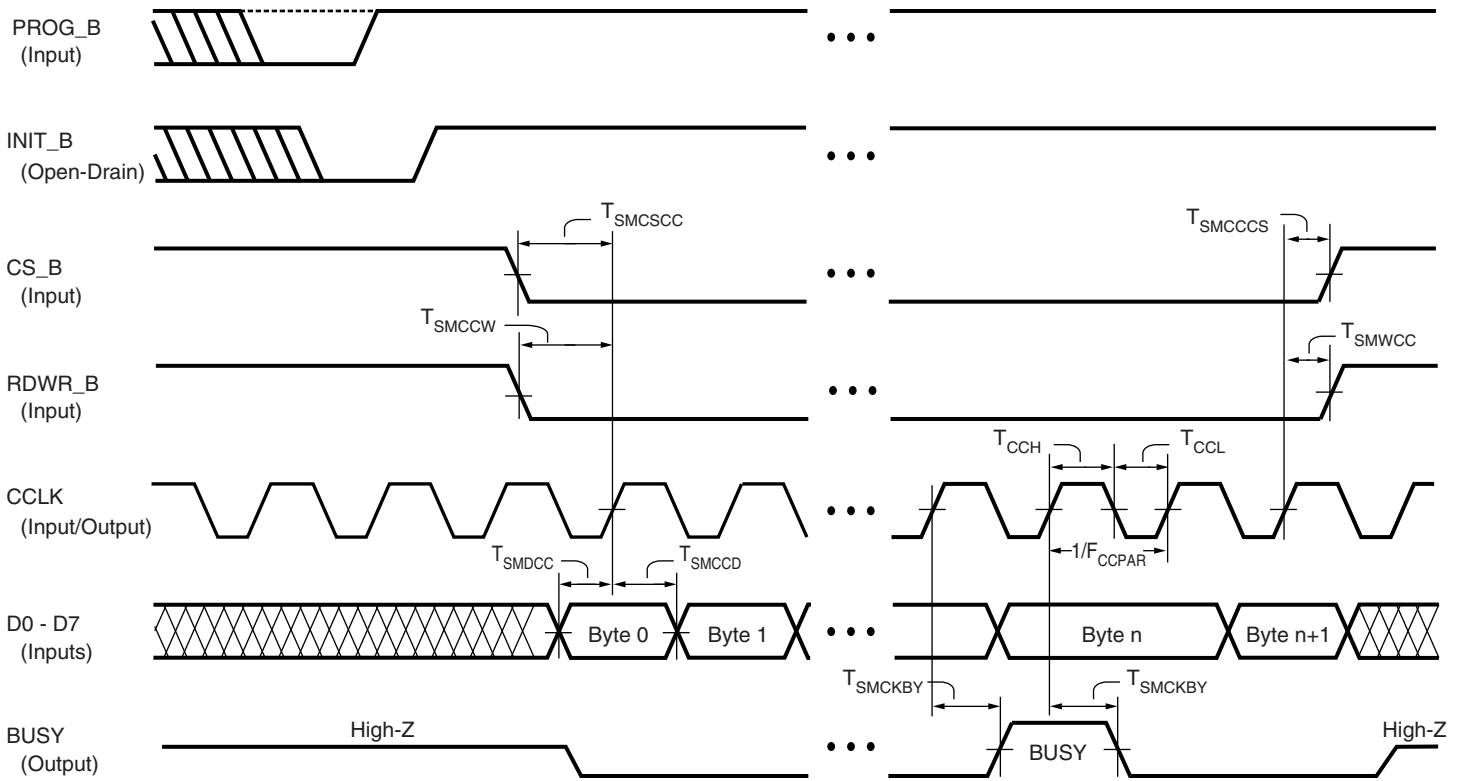 PROG_B
(Input)
INIT_B
(Open-Drain)
TSMCSCC
TSMCCCS
CS_B
(Input)
TSMCCW
TSMWCC
RDWR_B
(Input)
TCCH
TCCL
CCLK
(Input/Output)
TSMDCC
TSMCCD
1/FCCPAR
D0 - D7
(Inputs)
Byte 0
Byte 1
Byte n
Byte n+1
TSMCKBY
TSMCKBY
BUSY
(Output)
High-Z
BUSY
High-Z